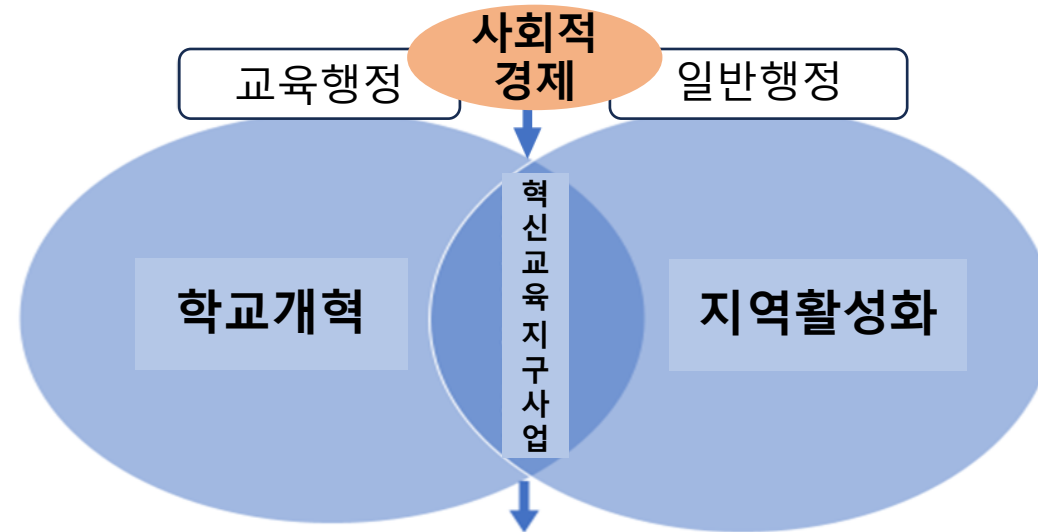 사회적
경제
교육행정
일반행정
혁신교육지구사업
학교개혁
지역활성화